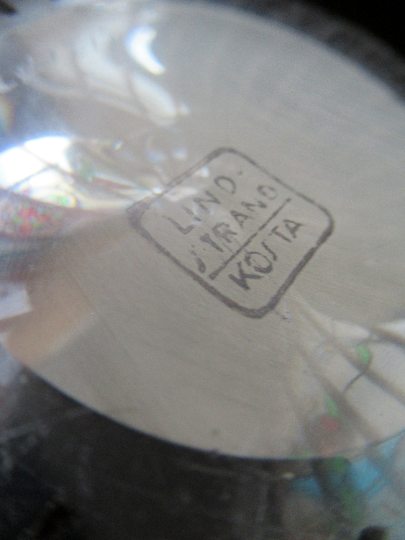 LIND-
STRAND
KOSTA